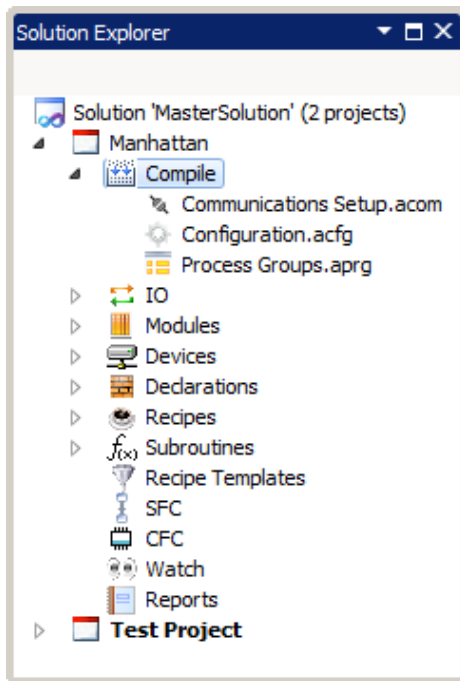 Solution Explorer
Solution 'MasterSolution' (2 projects)
Manhattan
Compile
Communications Setup.acom
Configuration.acfg
Process Groups.aprg
IO
Modules
Devices
Declarations
Recipes
f(x) Subroutines
Recipe Templates
SFC
CFC
Watch
Reports
Test Project